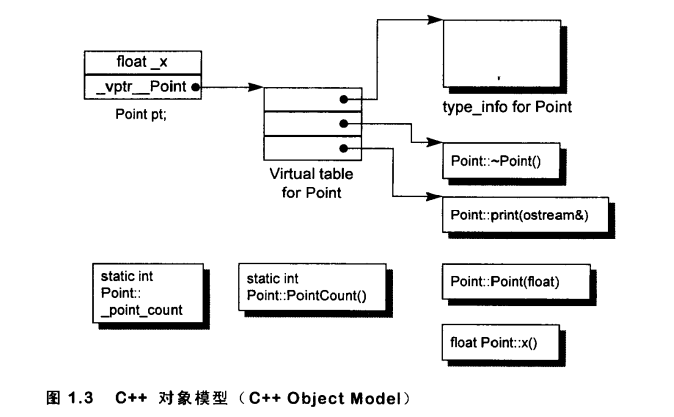 float _x
_vptr__Point
Point pt;
Virtual table
for Point
type_info for Point
Point::~Point()
Point::print(ostream&)
static int
Point::
_point_count
static int
Point::PointCount()
Point::Point(float)
float Point::x()
图 1.3 C++ 对象模型（C++ Object Model）